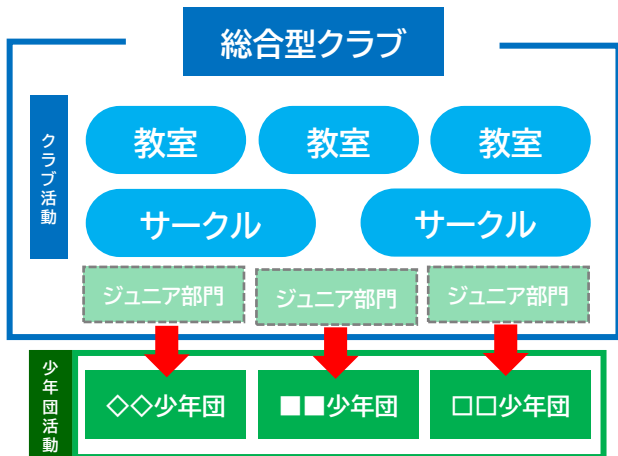 総合型クラブ
クラブ活動
教室 教室 教室
サークル サークル
ジュニア部門 ジュニア部門 ジュニア部門
少年団活動
◇◇少年団 ■■少年団 □□少年団